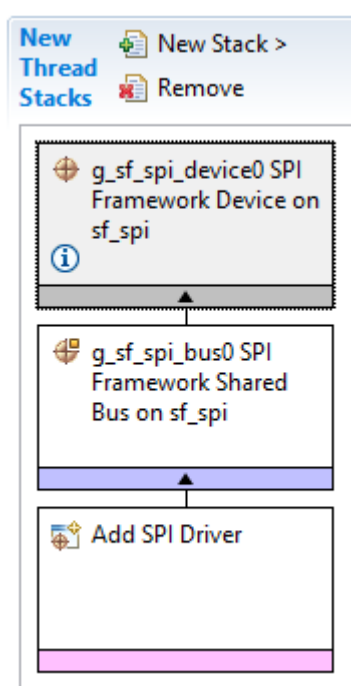 New
Thread
Stacks
New Stack >
Remove
g_sf_spi_device0 SPI
Framework Device on
sf_spi
g_sf_spi_bus0 SPI
Framework Shared
Bus on sf_spi
Add SPI Driver